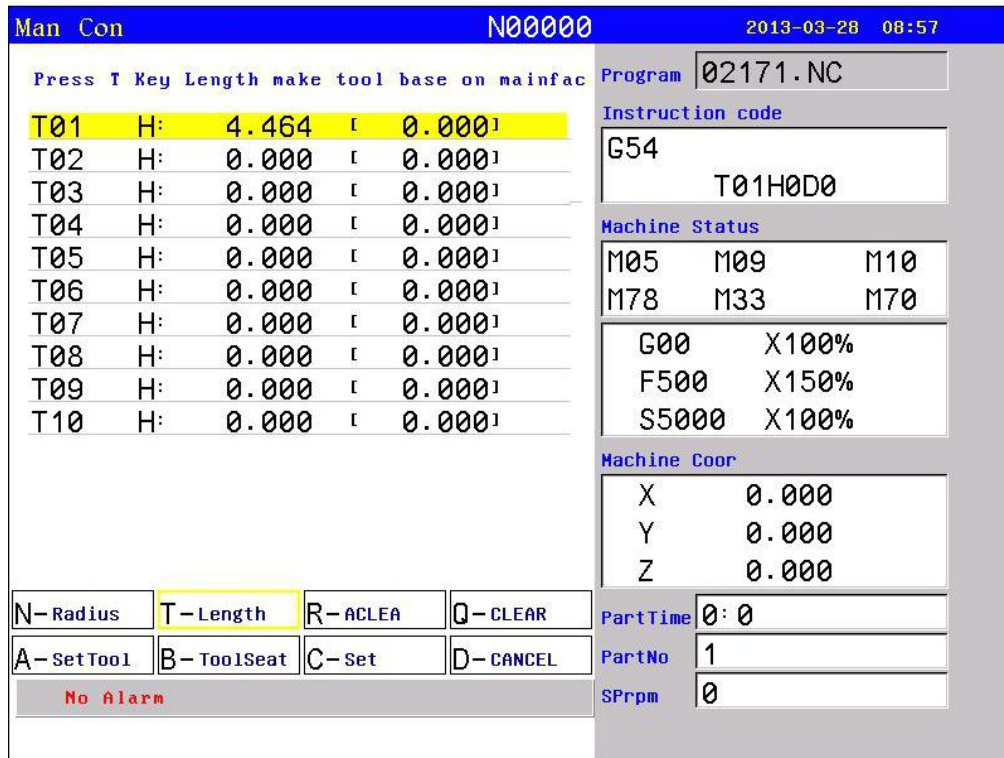 Man Con N00000 2013-03-28 08:57
Press T Key Length make tool base on mainfac
T01 H: 4.464 [ 0.000]
T02 H: 0.000 [ 0.000]
T03 H: 0.000 [ 0.000]
T04 H: 0.000 [ 0.000]
T05 H: 0.000 [ 0.000]
T06 H: 0.000 [ 0.000]
T07 H: 0.000 [ 0.000]
T08 H: 0.000 [ 0.000]
T09 H: 0.000 [ 0.000]
T10 H: 0.000 [ 0.000]
N-Radius T-Length R-ACLEA Q-CLEAR
A-SetTool B-ToolSeat C-Set D-CANCEL
No Alarm
Program 02171.NC
Instruction code
G54
T01H0D0
Machine Status
M05 M09 M10
M78 M33 M70
G00 X100%
F500 X150%
S5000 X100%
Machine Coor
X 0.000
Y 0.000
Z 0.000
PartTime 0:0
PartNo 1
SPrpm 0